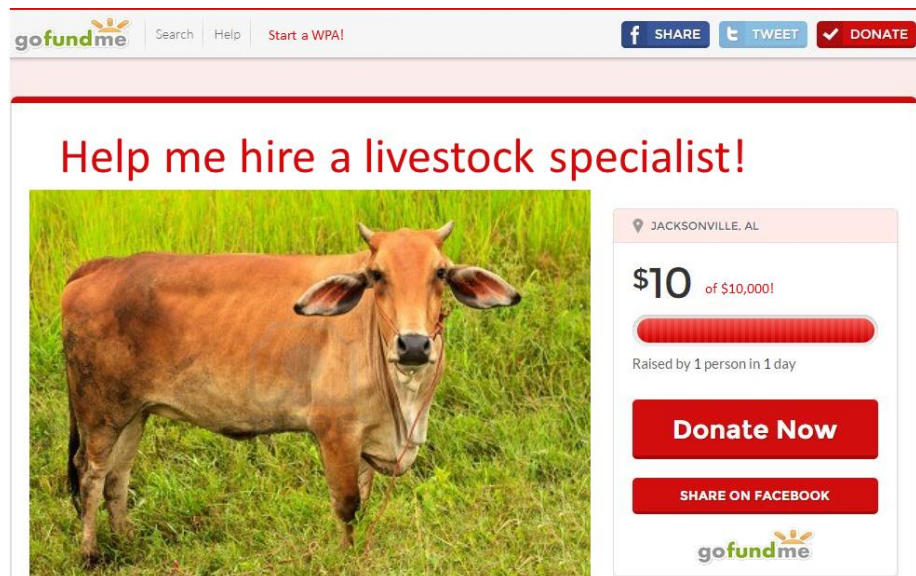 gofundme Search Help Start a WPA! f SHARE TWEET DONATE
Help me hire a livestock specialist!
JACKSONVILLE, AL
$10 of $10,000!
Raised by 1 person in 1 day
Donate Now
SHARE ON FACEBOOK
gofundme